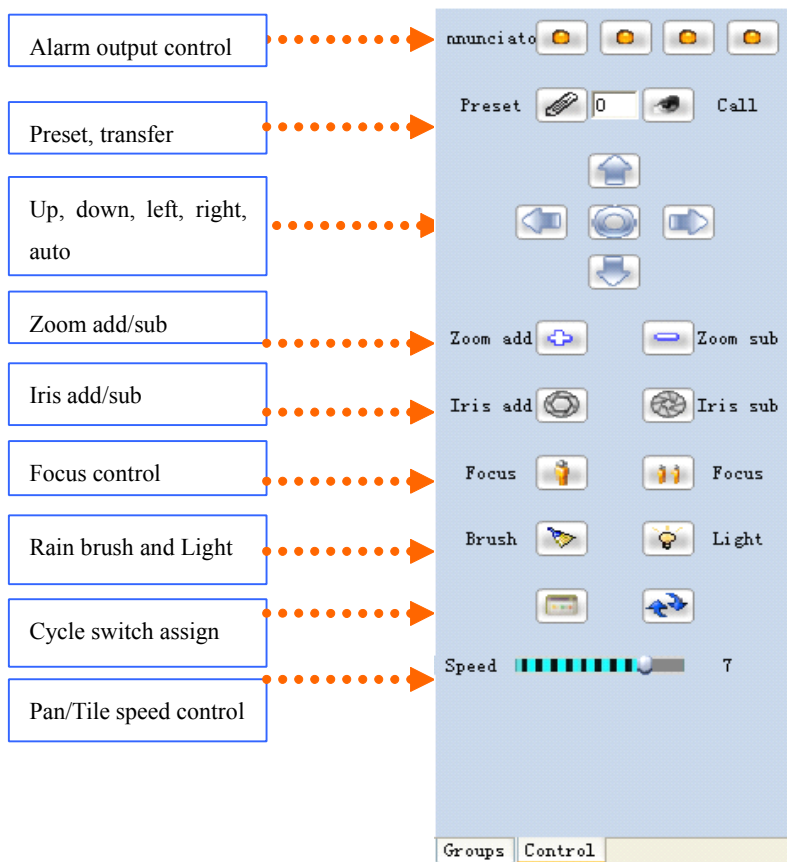 Alarm output control
nnunciato
Preset, transfer
Preset 0 Call
Up, down, left, right,
auto
Zoom add/sub
Zoom add Zoom sub
Iris add/sub
Iris add Iris sub
Focus control
Focus Focus
Rain brush and Light
Brush Light
Cycle switch assign
Pan/Tile speed control
Speed 7
Groups Control